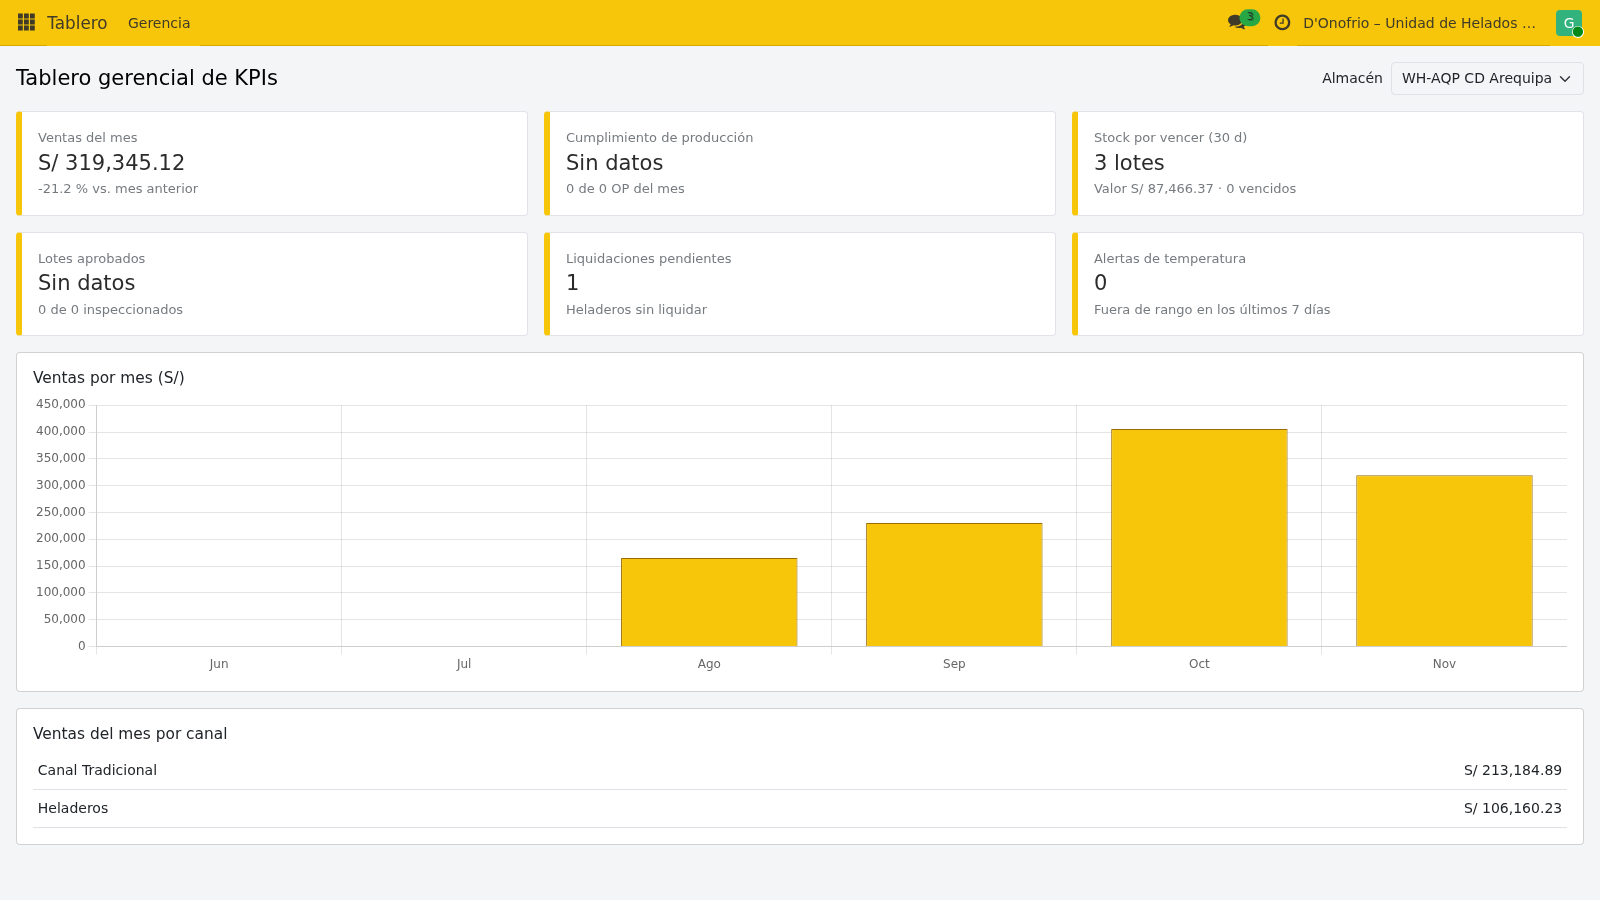 Tablero Gerencia 3 D'Onofrio – Unidad de Helados ... G
Tablero gerencial de KPIs
Almacén WH-AQP CD Arequipa
Ventas del mes
S/ 319,345.12
-21.2 % vs. mes anterior
Cumplimiento de producción
Sin datos
0 de 0 OP del mes
Stock por vencer (30 d)
3 lotes
Valor S/ 87,466.37 · 0 vencidos
Lotes aprobados
Sin datos
0 de 0 inspeccionados
Liquidaciones pendientes
1
Heladeros sin liquidar
Alertas de temperatura
0
Fuera de rango en los últimos 7 días
Ventas por mes (S/)
450,000
400,000
350,000
300,000
250,000
200,000
150,000
100,000
50,000
0
Jun Jul Ago Sep Oct Nov
Ventas del mes por canal
Canal Tradicional S/ 213,184.89
Heladeros S/ 106,160.23